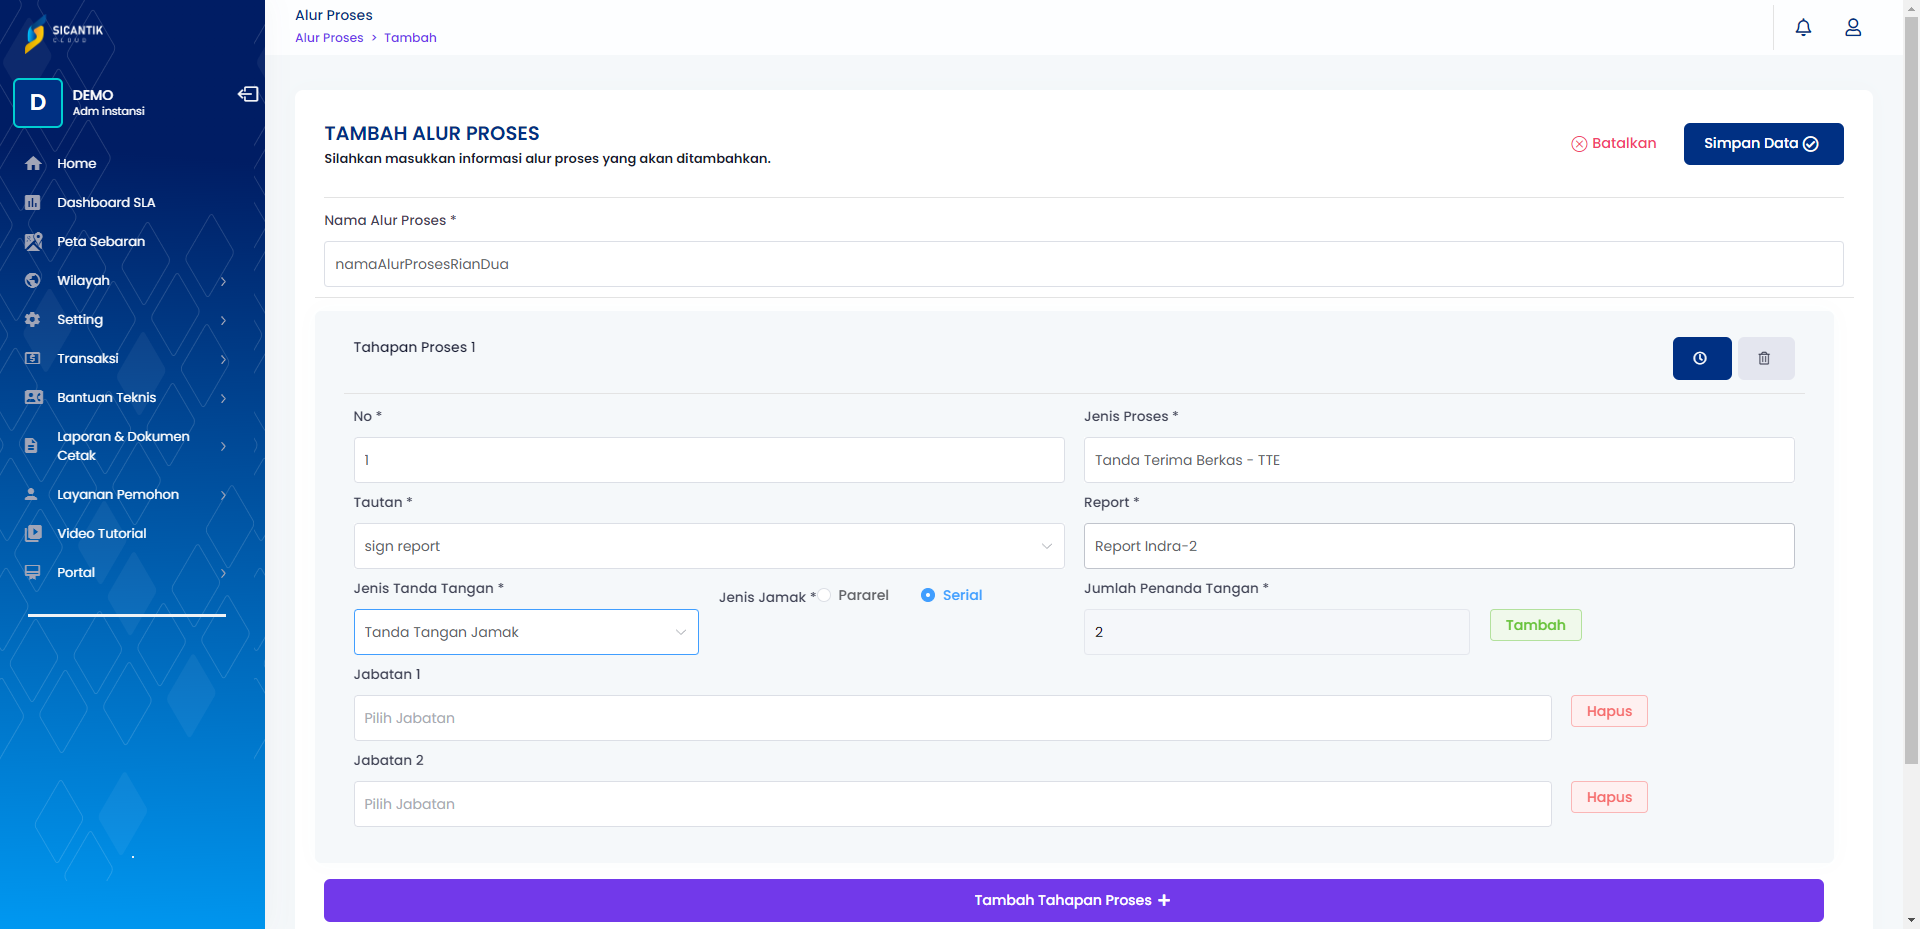 SICANTIK
CLOUD
D
DEMO
Adm instansi
Home
Dashboard SLA
Peta Sebaran
Wilayah
Setting
Transaksi
Bantuan Teknis
Laporan & Dokumen
Cetak
Layanan Pemohon
Video Tutorial
Portal
Alur Proses
Alur Proses > Tambah
TAMBAH ALUR PROSES
Silahkan masukkan informasi alur proses yang akan ditambahkan.
Batalkan
Simpan Data
Nama Alur Proses *
namaAlurProsesRianDua
Tahapan Proses 1
No *
1
Jenis Proses *
Tanda Terima Berkas - TTE
Tautan *
sign report
Report *
Report Indra-2
Jenis Tanda Tangan *
Tanda Tangan Jamak
Jenis Jamak * Pararel Serial
Jumlah Penanda Tangan *
2
Tambah
Jabatan 1
Pilih Jabatan
Hapus
Jabatan 2
Pilih Jabatan
Hapus
Tambah Tahapan Proses +